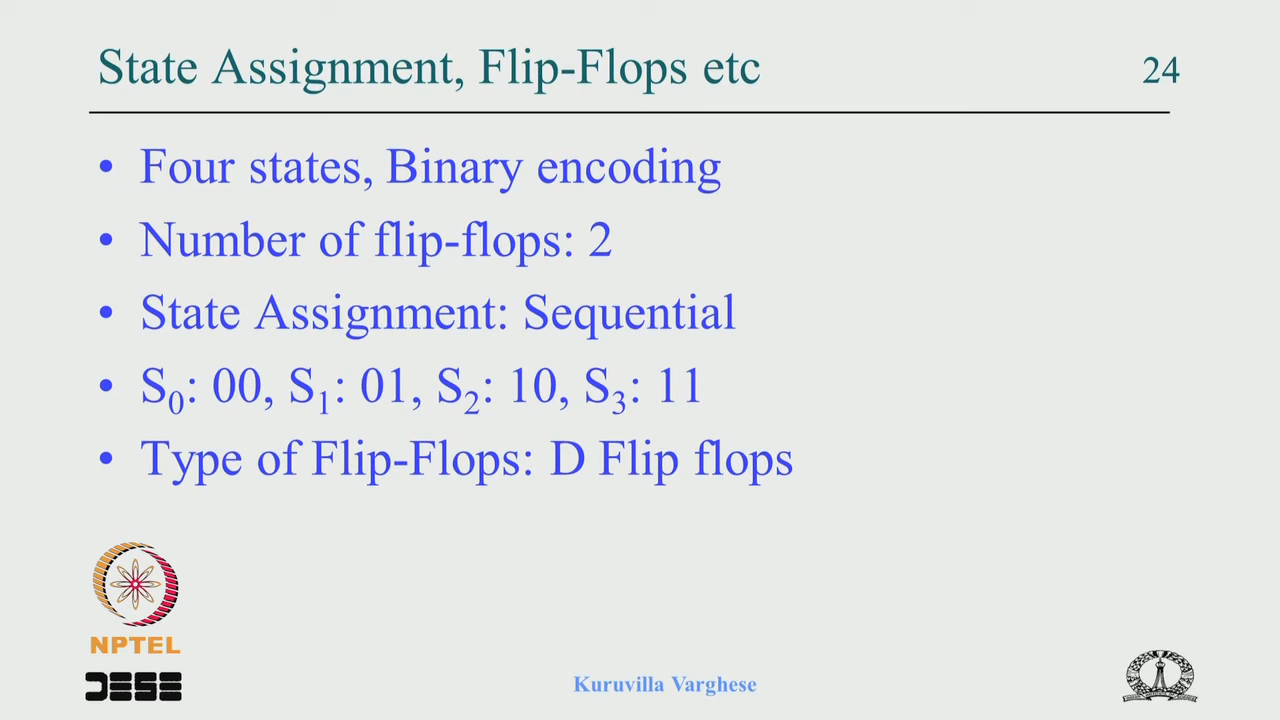 State Assignment, Flip-Flops etc 24
• Four states, Binary encoding
• Number of flip-flops: 2
• State Assignment: Sequential
• S₀: 00, S₁: 01, S₂: 10, S₃: 11
• Type of Flip-Flops: D Flip flops
NPTEL
DESE
Kuruvilla Varghese